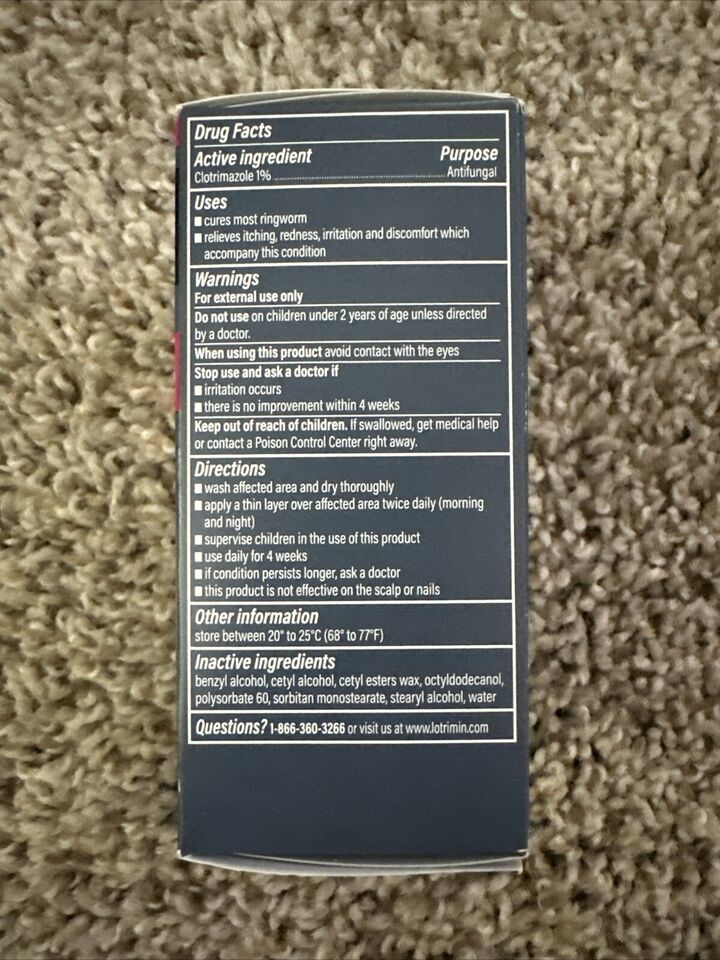 Drug Facts
Active ingredient Purpose
Clotrimazole 1% ........................................................ Antifungal
Uses
■ cures most ringworm
■ relieves itching, redness, irritation and discomfort which
accompany this condition
Warnings
For external use only
Do not use on children under 2 years of age unless directed
by a doctor.
When using this product avoid contact with the eyes
Stop use and ask a doctor if
■ irritation occurs
■ there is no improvement within 4 weeks
Keep out of reach of children. If swallowed, get medical help
or contact a Poison Control Center right away.
Directions
■ wash affected area and dry thoroughly
■ apply a thin layer over affected area twice daily (morning
and night)
■ supervise children in the use of this product
■ use daily for 4 weeks
■ if condition persists longer, ask a doctor
■ this product is not effective on the scalp or nails
Other information
store between 20° to 25°C (68° to 77°F)
Inactive ingredients
benzyl alcohol, cetyl alcohol, cetyl esters wax, octyldodecanol,
polysorbate 60, sorbitan monostearate, stearyl alcohol, water
Questions? 1-866-360-3266 or visit us at www.lotrimin.com